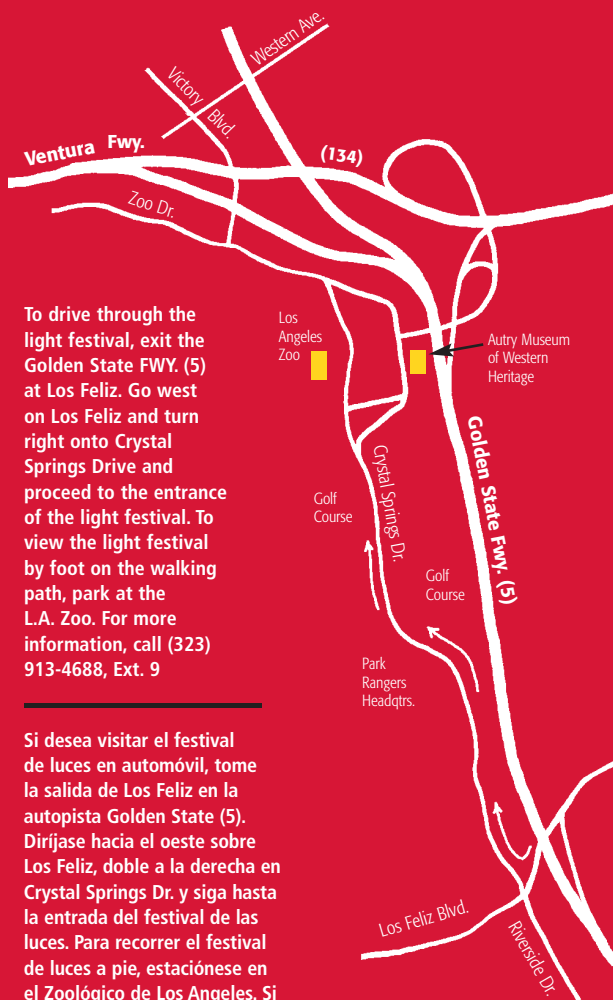 Western Ave.
Victory Blvd.
Ventura Fwy.
(134)
Zoo Dr.
To drive through the
light festival, exit the
Golden State FWY. (5)
at Los Feliz. Go west
on Los Feliz and turn
right onto Crystal
Springs Drive and
proceed to the entrance
of the light festival. To
view the light festival
by foot on the walking
path, park at the
L.A. Zoo. For more
information, call (323)
913-4688, Ext. 9
Los
Angeles
Zoo
Autry Museum
of Western
Heritage
Golden State Fwy. (5)
Crystal Springs Dr.
Golf
Course
Golf
Course
Park
Rangers
Headqtrs.
Si desea visitar el festival
de luces en automóvil, tome
la salida de Los Feliz en la
autopista Golden State (5).
Diríjase hacia el oeste sobre
Los Feliz, doble a la derecha en
Crystal Springs Dr. y siga hasta
la entrada del festival de las
luces. Para recorrer el festival
de luces a pie, estaciónese en
el Zoológico de Los Angeles. Si
Los Feliz Blvd.
Riverside Dr.